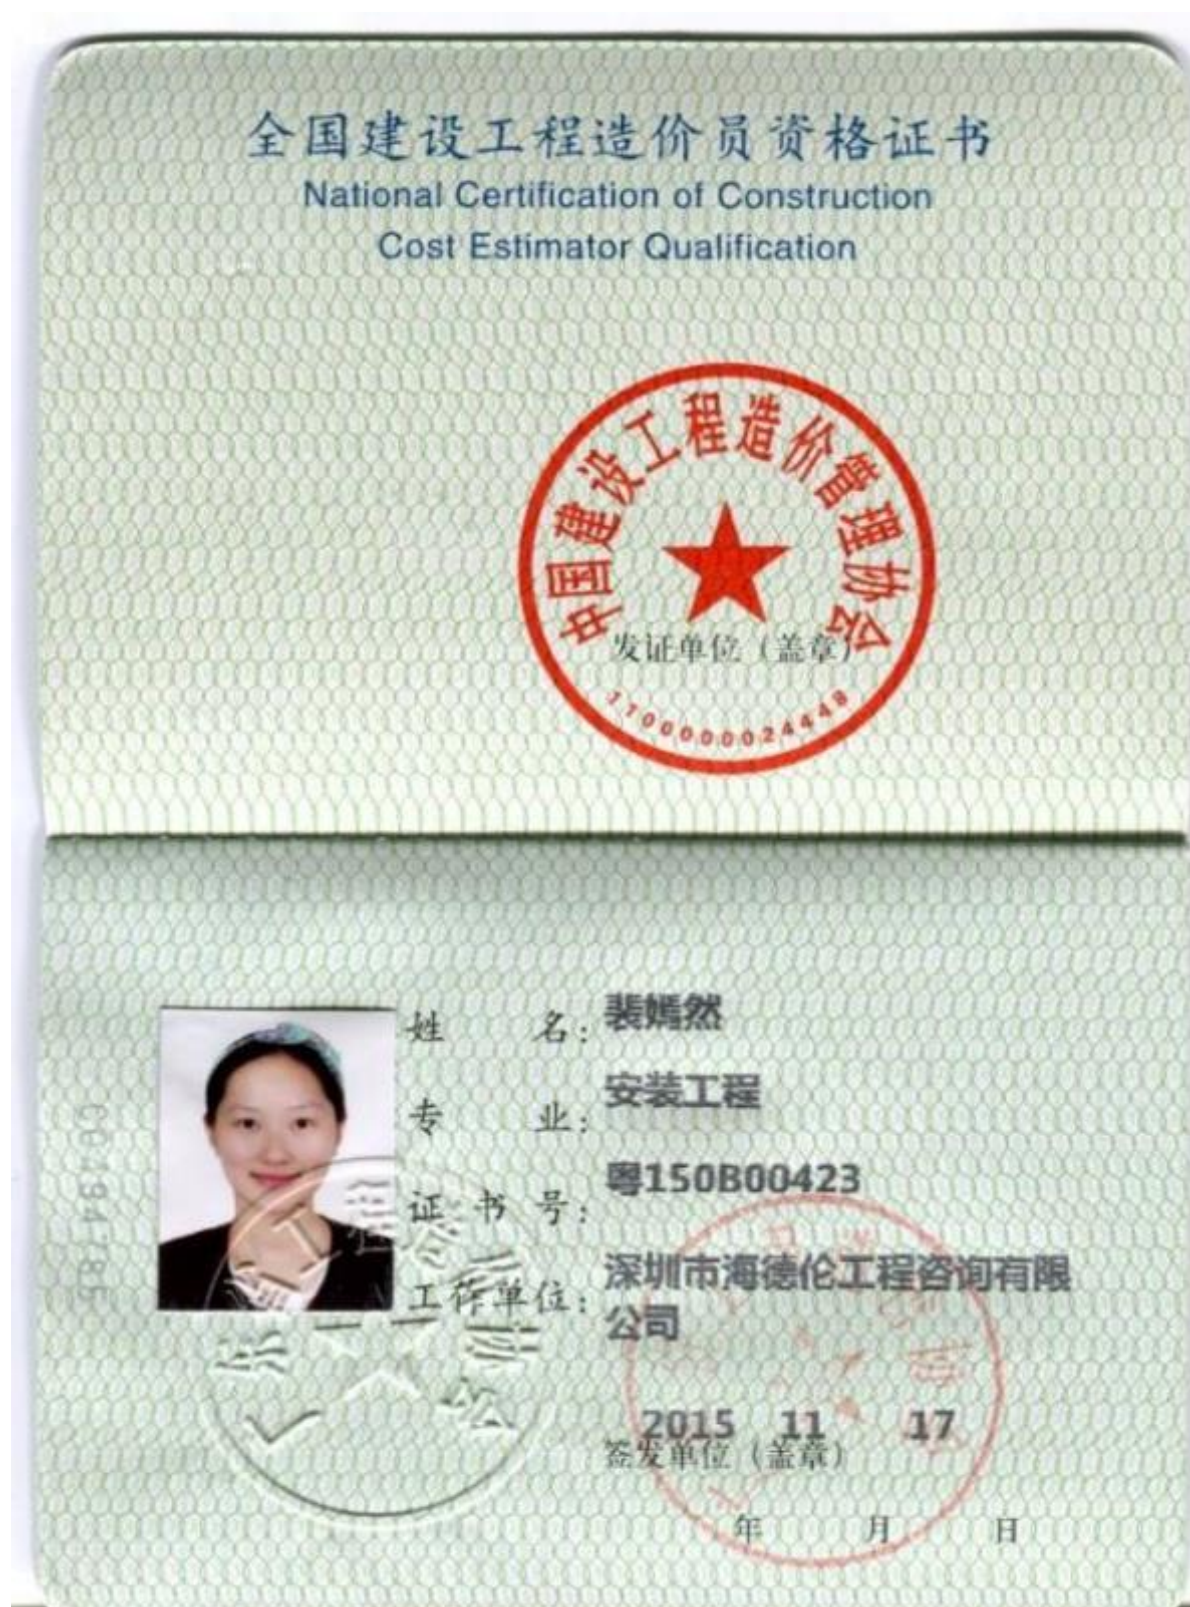 全国建设工程造价员资格证书
National Certification of Construction
Cost Estimator Qualification
中国建设工程造价管理协会
发证单位（盖章）
1100000024448
姓 名：裴嫣然
专 业：安装工程
证 书 号：粤150B00423
工作单位：深圳市海德伦工程咨询有限
公司
2015 11 17
签发单位（盖章）
年 月 日